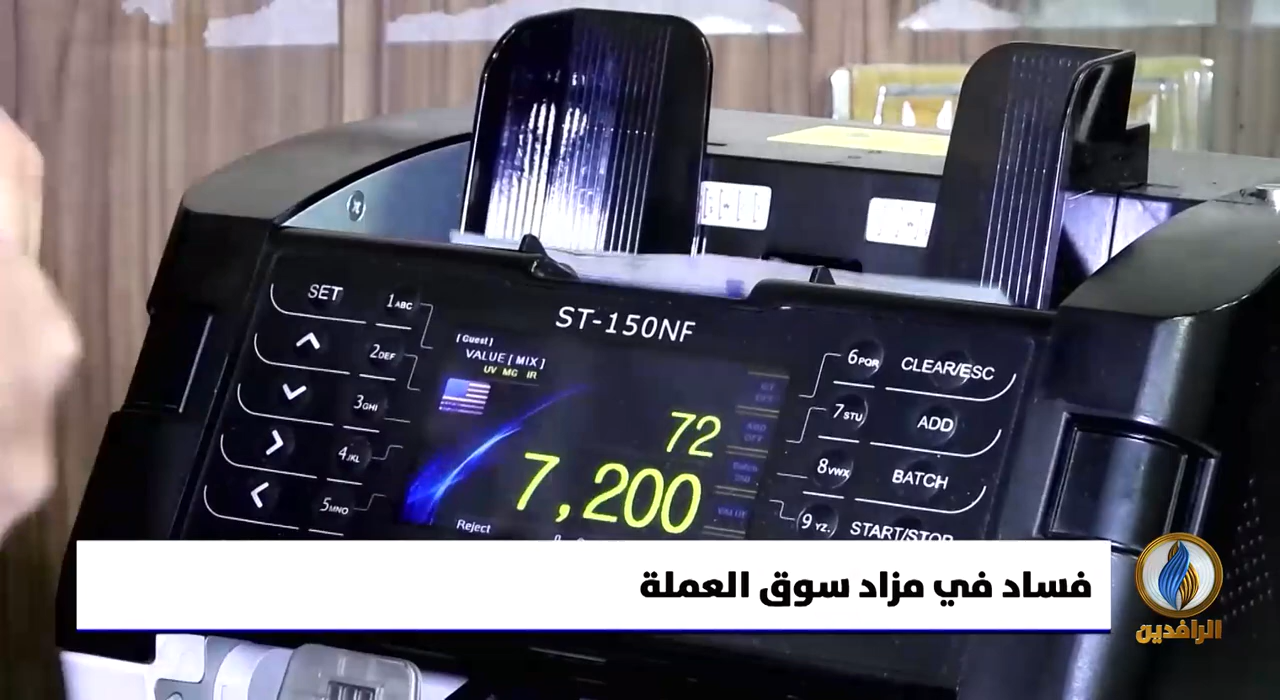 SET
1ABC
2DEF
3GHI
4JKL
5MNO
ST-150NF
[Guest]
VALUE [ MIX ]
UV MG IR
72
7,200
Reject
6PQR
CLEAR/ESC
7STU
ADD
8VWX
BATCH
9YZ.
START/STOP
VALUE
فساد في مزاد سوق العملة
الرافدين